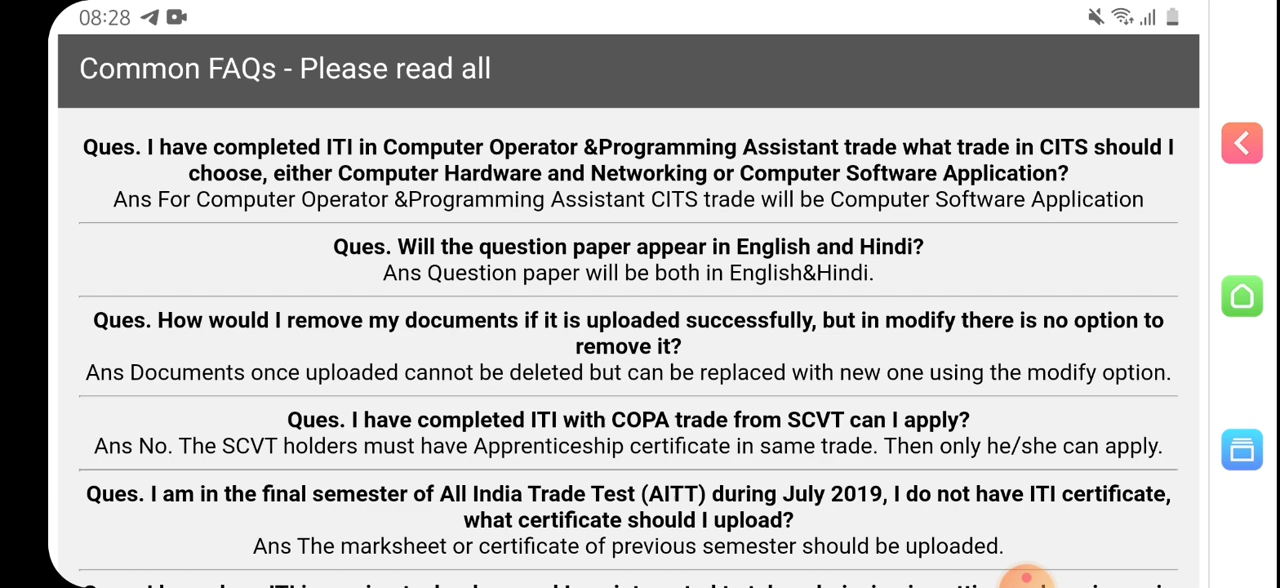 08:28
Common FAQs - Please read all
Ques. I have completed ITI in Computer Operator &Programming Assistant trade what trade in CITS should I
choose, either Computer Hardware and Networking or Computer Software Application?
Ans For Computer Operator &Programming Assistant CITS trade will be Computer Software Application
Ques. Will the question paper appear in English and Hindi?
Ans Question paper will be both in English&Hindi.
Ques. How would I remove my documents if it is uploaded successfully, but in modify there is no option to
remove it?
Ans Documents once uploaded cannot be deleted but can be replaced with new one using the modify option.
Ques. I have completed ITI with COPA trade from SCVT can I apply?
Ans No. The SCVT holders must have Apprenticeship certificate in same trade. Then only he/she can apply.
Ques. I am in the final semester of All India Trade Test (AITT) during July 2019, I do not have ITI certificate,
what certificate should I upload?
Ans The marksheet or certificate of previous semester should be uploaded.